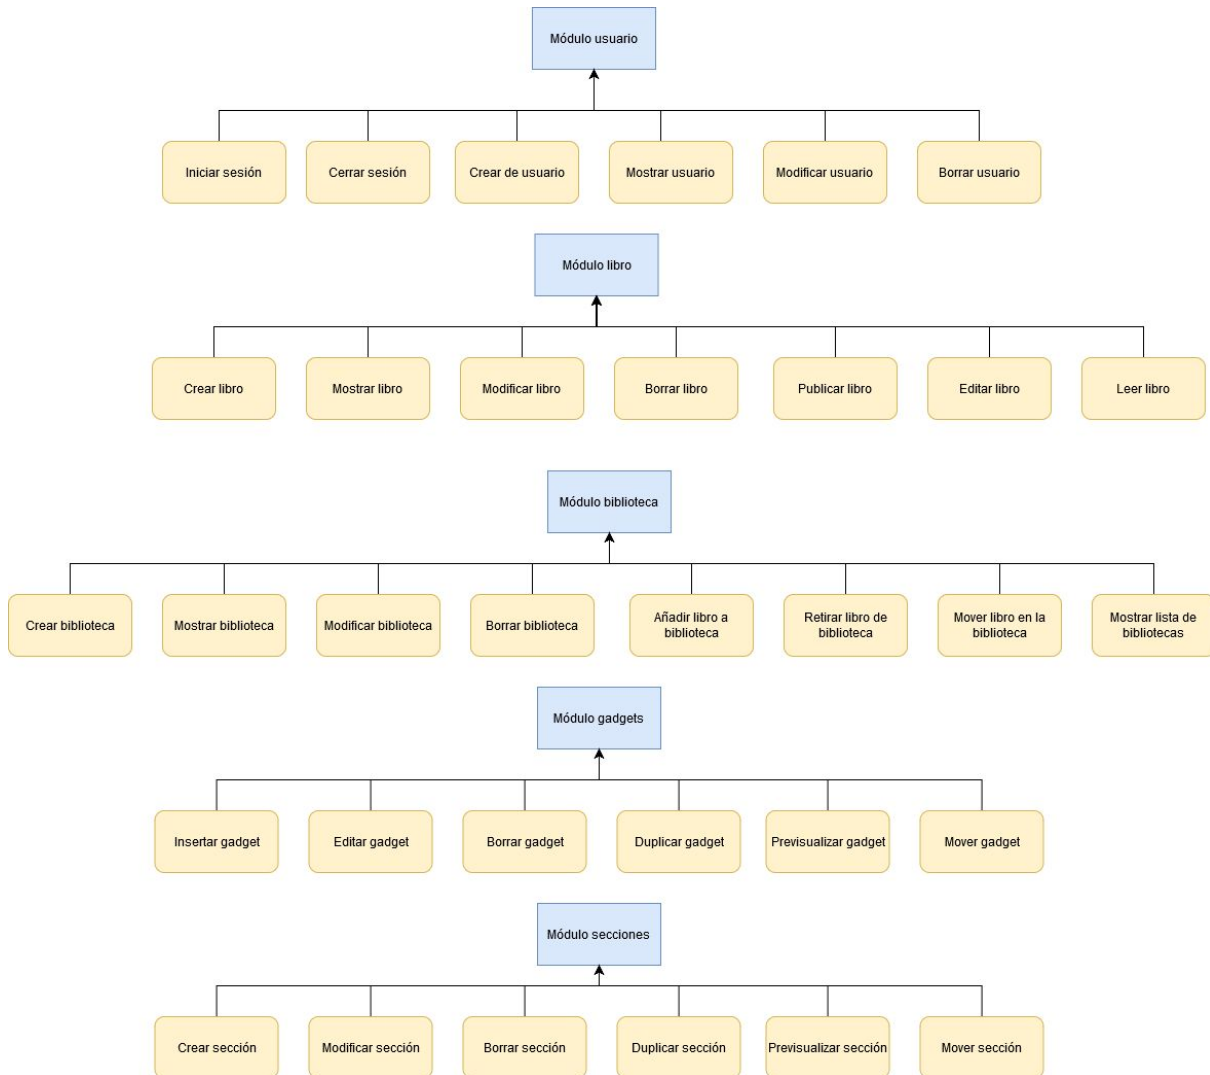 Módulo usuario
Iniciar sesión
Cerrar sesión
Crear de usuario
Mostrar usuario
Modificar usuario
Borrar usuario
Módulo libro
Crear libro
Mostrar libro
Modificar libro
Borrar libro
Publicar libro
Editar libro
Leer libro
Módulo biblioteca
Crear biblioteca
Mostrar biblioteca
Modificar biblioteca
Borrar biblioteca
Añadir libro a
biblioteca
Retirar libro de
biblioteca
Mover libro en la
biblioteca
Mostrar lista de
bibliotecas
Módulo gadgets
Insertar gadget
Editar gadget
Borrar gadget
Duplicar gadget
Previsualizar gadget
Mover gadget
Módulo secciones
Crear sección
Modificar sección
Borrar sección
Duplicar sección
Previsualizar sección
Mover sección